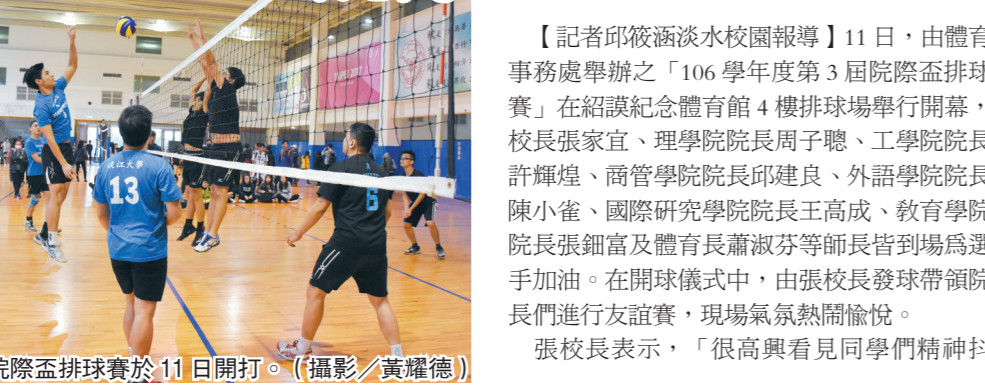 淡江大學
13
6
TAIPEI 2017
院際盃排球賽於 11 日開打。(攝影／黃耀德)
【記者邱筱涵淡水校園報導】11 日，由體育
事務處舉辦之「106 學年度第 3 屆院際盃排球
賽」在紹謨紀念體育館 4 樓排球場舉行開幕，
校長張家宜、理學院院長周子聰、工學院院長
許輝煌、商管學院院長邱建良、外語學院院長
陳小雀、國際研究學院院長王高成、教育學院
院長張鈿富及體育長蕭淑芬等師長皆到場為選
手加油。在開球儀式中，由張校長發球帶領院
長們進行友誼賽，現場氣氛熱鬧愉悅。
張校長表示，「很高興看見同學們精神抖